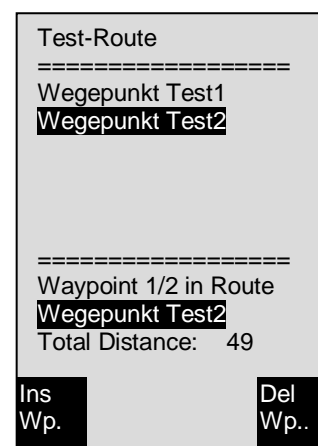 Test-Route
==================
Wegepunkt Test1
Wegepunkt Test2
==================
Waypoint 1/2 in Route
Wegepunkt Test2
Total Distance: 49
Ins Del
Wp. Wp..